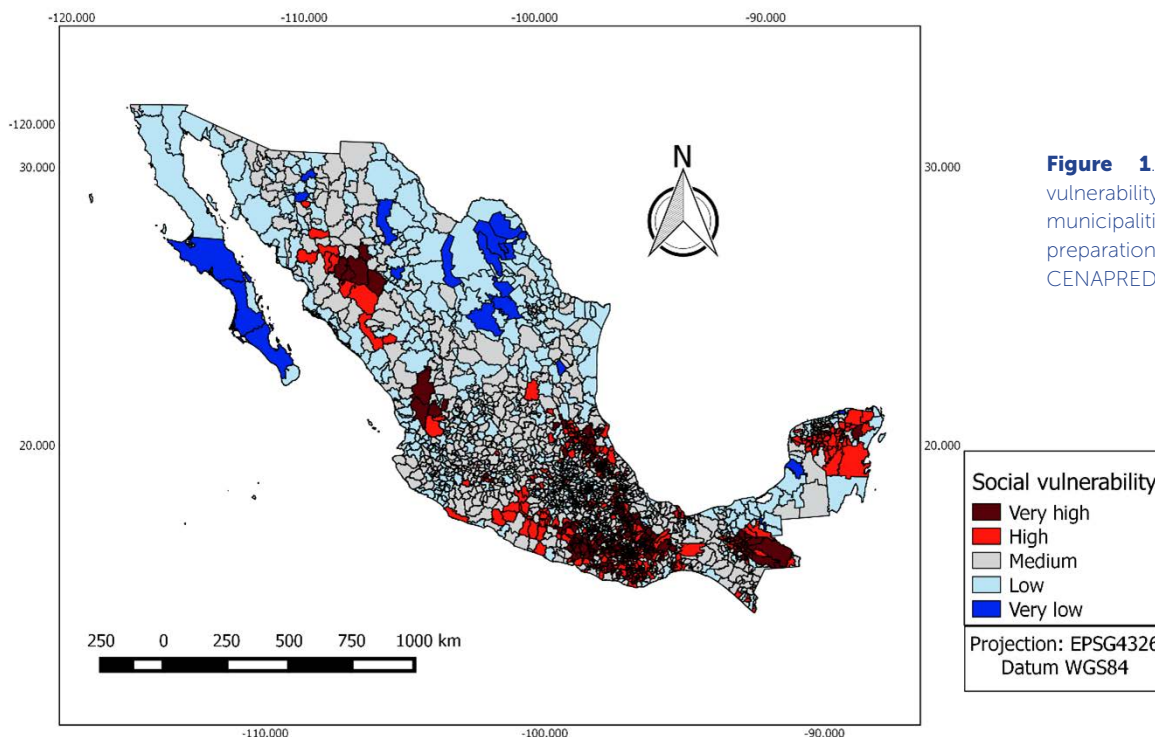 -120.000 -110.000 -100.000 -90.000
-120.000
30.000 30.000
N
Figure 1.
vulnerability
municipaliti
preparation
CENAPRED
20.000 20.000
Social vulnerability
Very high
High
Medium
Low
Very low
Projection: EPSG4326
Datum WGS84
250 0 250 500 750 1000 km
-110.000 -100.000 -90.000